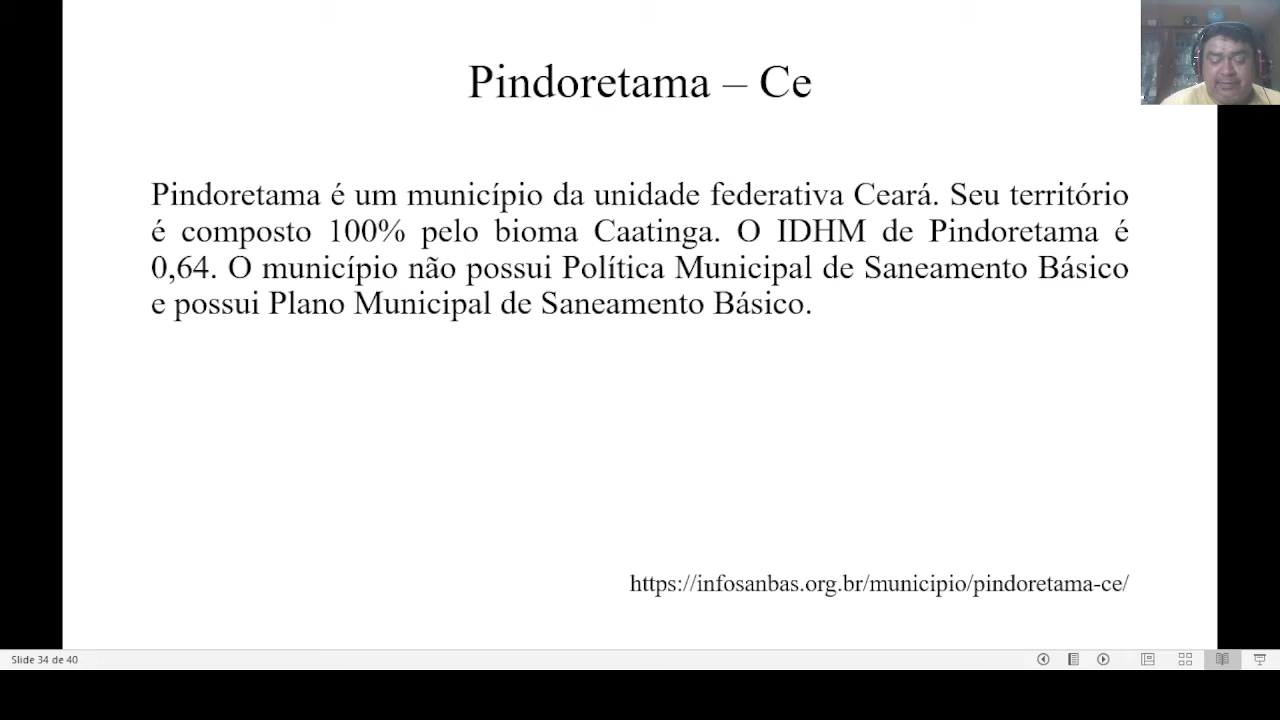 Pindoretama – Ce
Pindoretama é um município da unidade federativa Ceará. Seu território
é composto 100% pelo bioma Caatinga. O IDHM de Pindoretama é
0,64. O município não possui Política Municipal de Saneamento Básico
e possui Plano Municipal de Saneamento Básico.
https://infosanbas.org.br/municipio/pindoretama-ce/
Slide 34 de 40